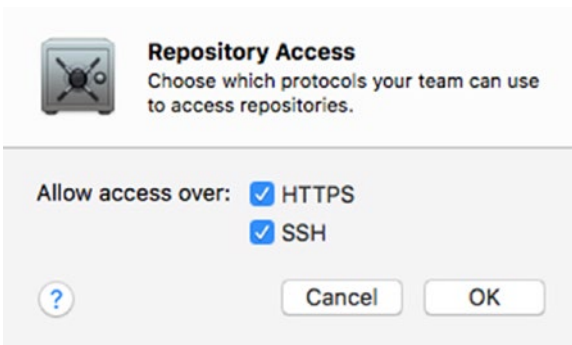 Repository Access
Choose which protocols your team can use
to access repositories.
Allow access over: HTTPS
SSH
? Cancel OK